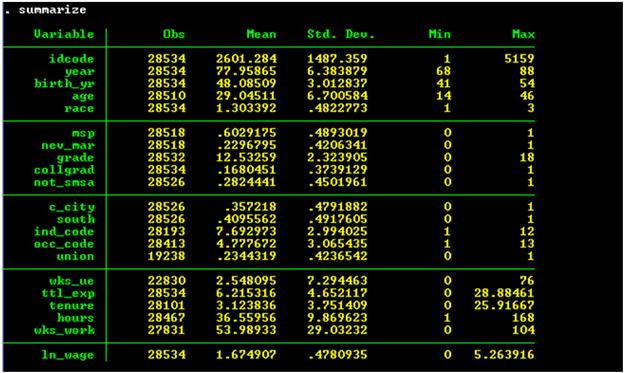 . summarize
Variable | Obs Mean Std. Dev. Min Max
idcode | 28534 2601.284 1487.359 1 5159
year | 28534 77.95865 6.383879 68 88
birth_yr | 28534 48.08509 3.012837 41 54
age | 28510 29.04511 6.700584 14 46
race | 28534 1.303392 .4822773 1 3
msp | 28518 .6029175 .4893019 0 1
nev_mar | 28518 .2296795 .4206341 0 1
grade | 28532 12.53259 2.323905 0 18
collgrad | 28534 .1680451 .3739129 0 1
not_smsa | 28526 .2824441 .4501961 0 1
c_city | 28526 .357218 .4791882 0 1
south | 28526 .4095562 .4917605 0 1
ind_code | 28193 7.692973 2.994025 1 12
occ_code | 28413 4.777672 3.065435 1 13
union | 19238 .2344319 .4236542 0 1
wks_ue | 22830 2.548095 7.294463 0 76
ttl_exp | 28534 6.215316 4.652117 0 28.88461
tenure | 28101 3.123836 3.751409 0 25.91667
hours | 28467 36.55956 9.869623 1 168
wks_work | 27831 53.98933 29.03232 0 104
ln_wage | 28534 1.674907 .4780935 0 5.263916